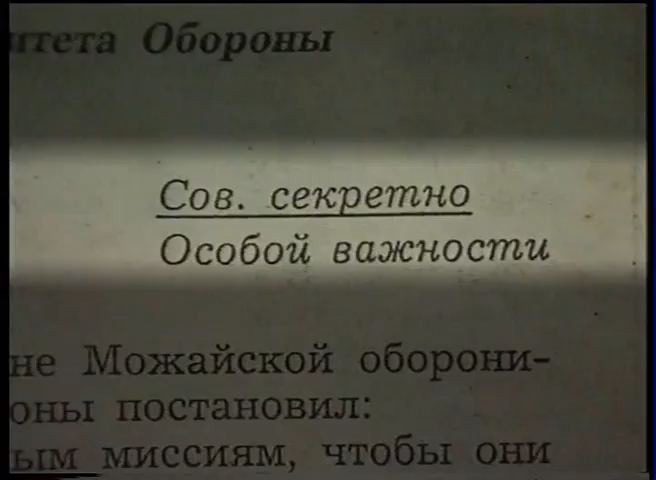 итета Обороны
Сов. секретно
Особой важности
не Можайской оборони-
оны постановил:
ым миссиям, чтобы они